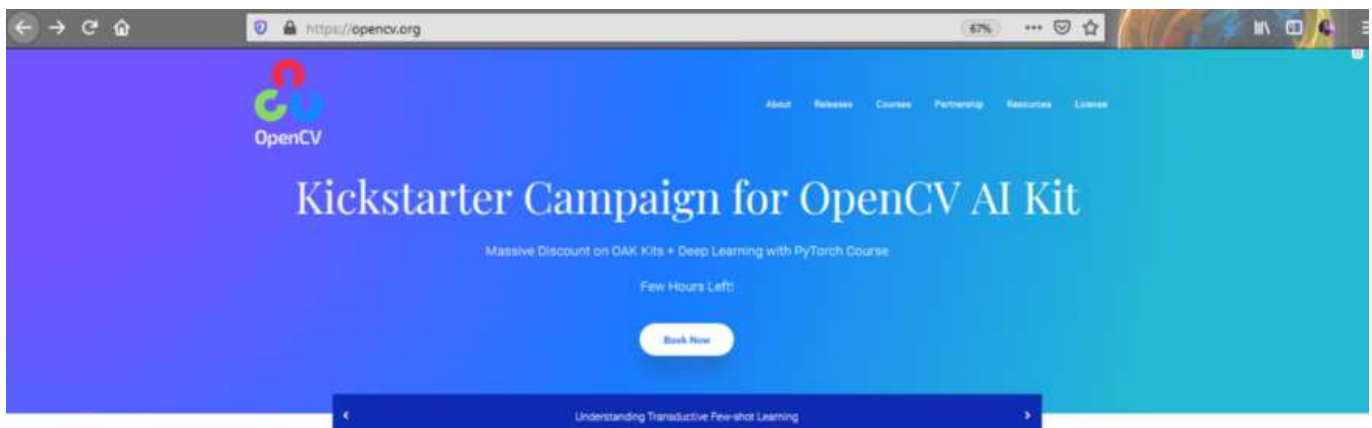 https://opencv.org
67%
About Releases Courses Partnership Resources License
OpenCV
Kickstarter Campaign for OpenCV AI Kit
Massive Discount on OAK Kits + Deep Learning with PyTorch Course
Few Hours Left!
Book Now
Understanding Transductive Few-shot Learning